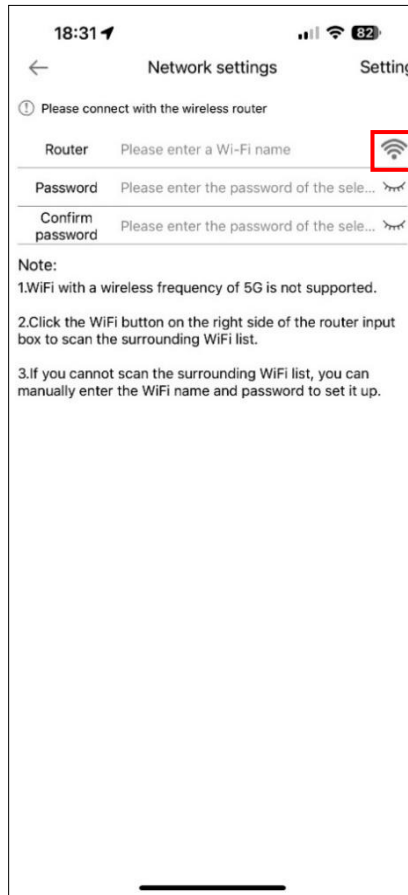 18:31
82
Network settings
Setting
Please connect with the wireless router
Router Please enter a Wi-Fi name
Password Please enter the password of the sele...
Confirm
password Please enter the password of the sele...
Note:
1.WiFi with a wireless frequency of 5G is not supported.
2.Click the WiFi button on the right side of the router input
box to scan the surrounding WiFi list.
3.If you cannot scan the surrounding WiFi list, you can
manually enter the WiFi name and password to set it up.